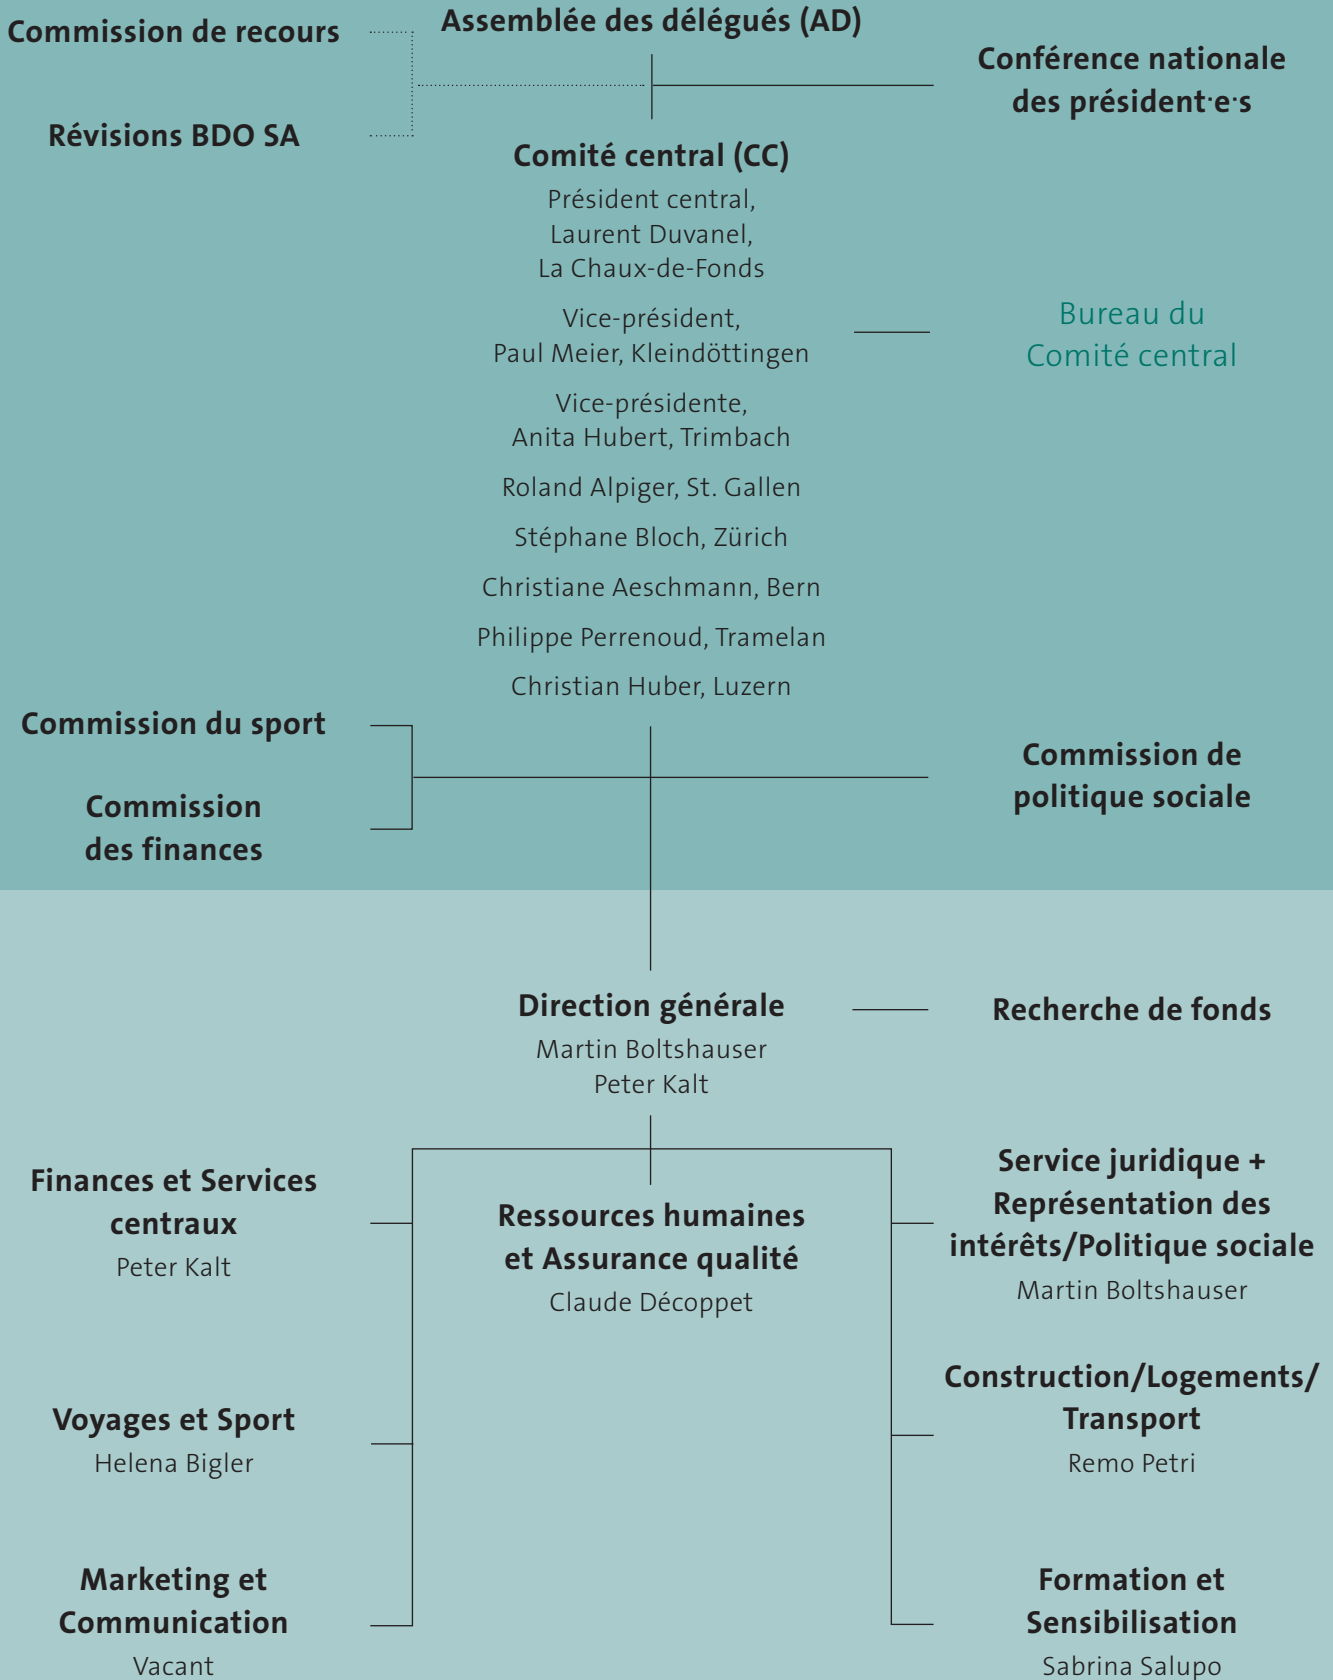 Commission de recours
Révisions BDO SA
Assemblée des délégués (AD)
Conférence nationale
des président·e·s
Comité central (CC)
Président central,
Laurent Duvanel,
La Chaux-de-Fonds
Vice-président,
Paul Meier, Kleindöttingen
Vice-présidente,
Anita Hubert, Trimbach
Roland Alpiger, St. Gallen
Stéphane Bloch, Zürich
Christiane Aeschmann, Bern
Philippe Perrenoud, Tramelan
Christian Huber, Luzern
Bureau du
Comité central
Commission du sport
Commission
des finances
Commission de
politique sociale
Direction générale
Martin Boltshauser
Peter Kalt
Recherche de fonds
Finances et Services
centraux
Peter Kalt
Ressources humaines
et Assurance qualité
Claude Décoppet
Service juridique +
Représentation des
intérêts/Politique sociale
Martin Boltshauser
Voyages et Sport
Helena Bigler
Construction/Logements/
Transport
Remo Petri
Marketing et
Communication
Vacant
Formation et
Sensibilisation
Sabrina Salupo